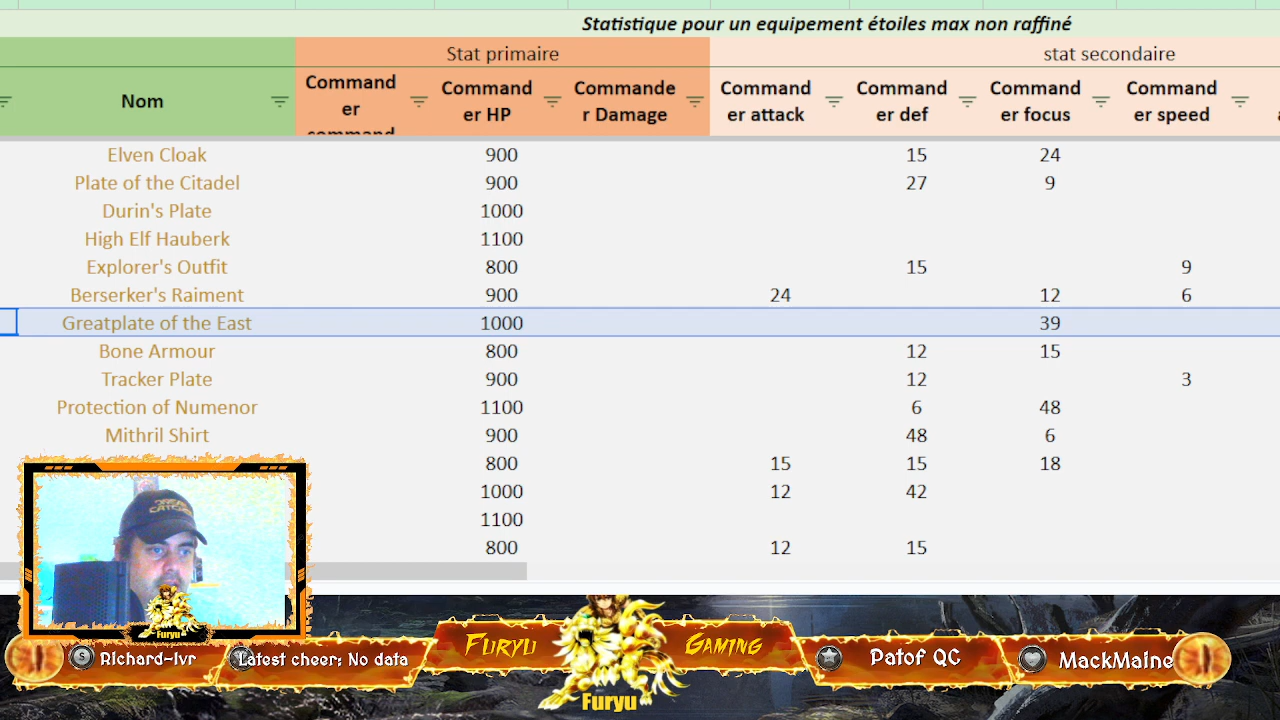 Statistique pour un equipement étoiles max non raffiné
Stat primaire stat secondaire
Nom Command er command Command er HP Commande r Damage Command er attack Command er def Command er focus Command er speed
Elven Cloak 900 15 24
Plate of the Citadel 900 27 9
Durin's Plate 1000
High Elf Hauberk 1100
Explorer's Outfit 800 15 9
Berserker's Raiment 900 24 12 6
Greatplate of the East 1000 39
Bone Armour 800 12 15
Tracker Plate 900 12 3
Protection of Numenor 1100 6 48
Mithril Shirt 900 48 6
800 15 15 18
1000 12 42
1100
800 12 15
Furyu
Richard-lvr
Latest cheer: No data
Furyu Gaming
Furyu
Patof QC
MackMaine